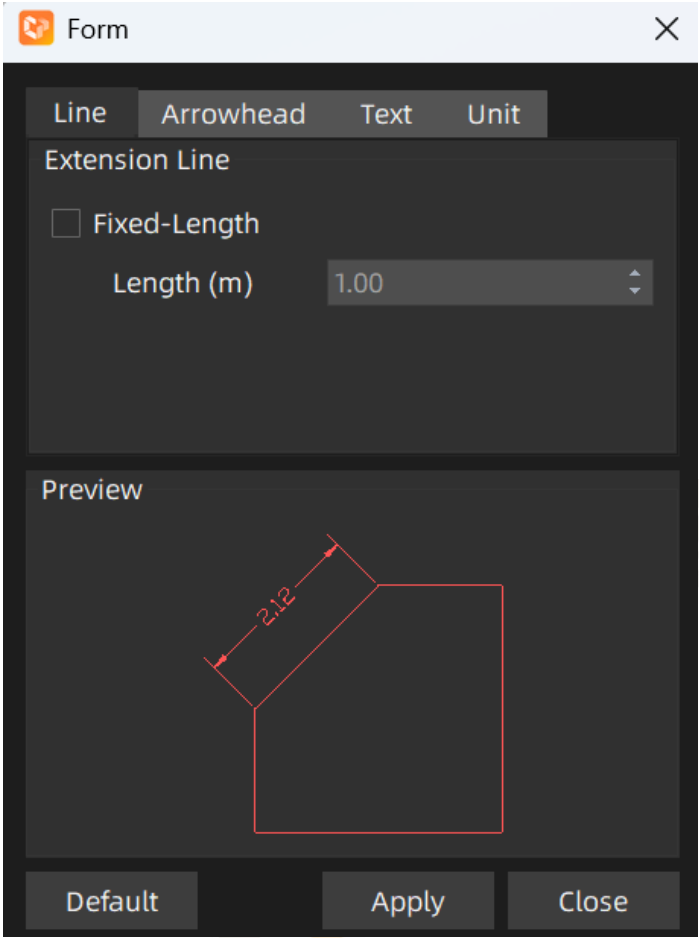 Form
Line Arrowhead Text Unit
Extension Line
Fixed-Length
Length (m) 1.00
Preview
2.12
Default Apply Close